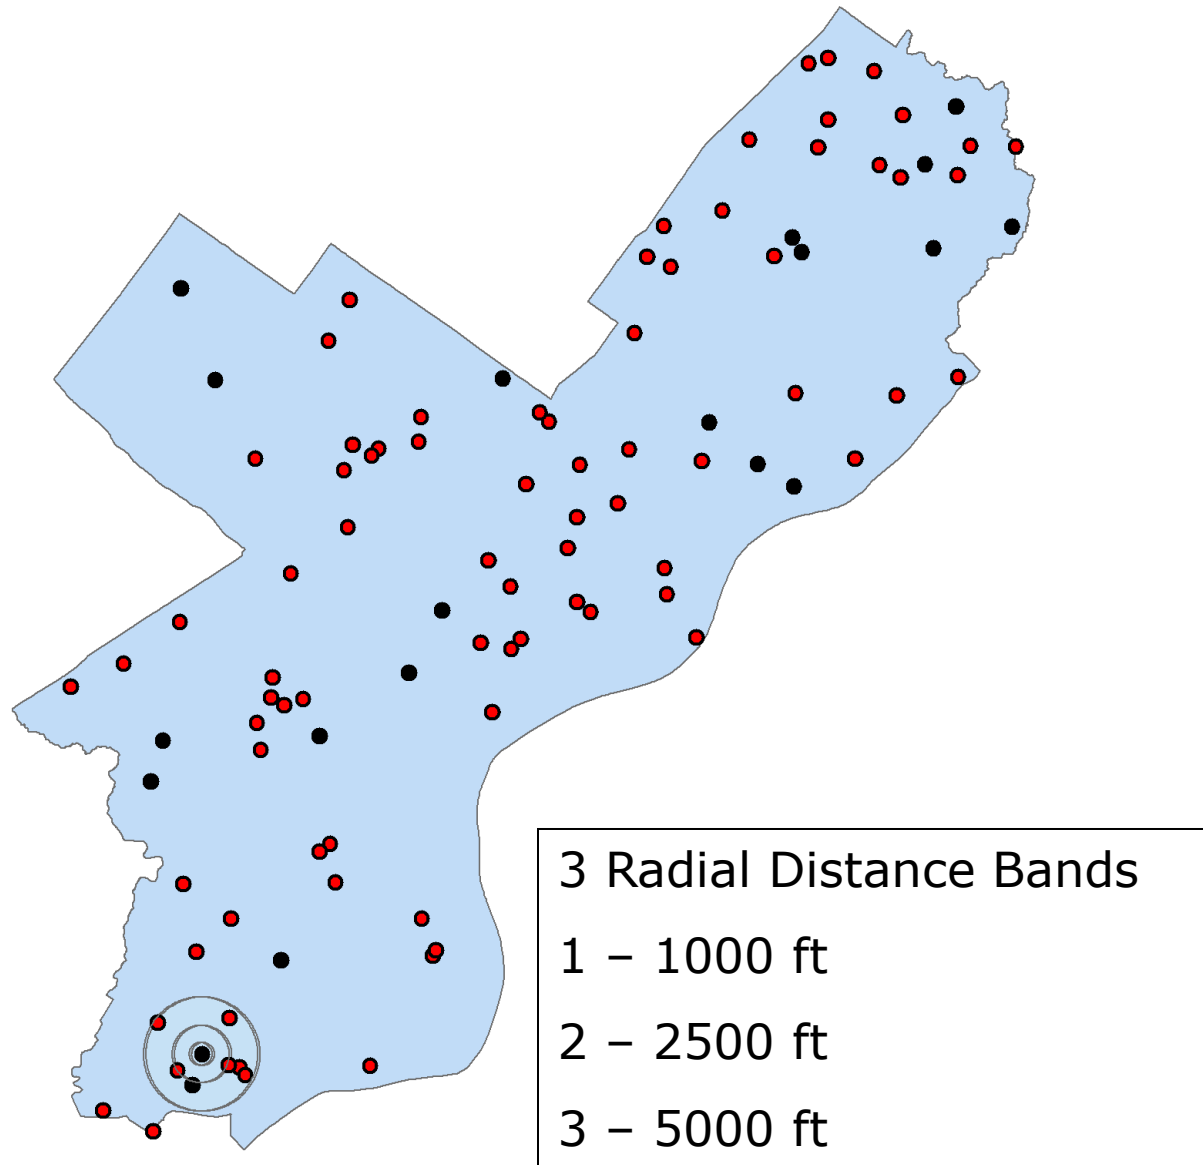 3 Radial Distance Bands
1 – 1000 ft
2 – 2500 ft
3 – 5000 ft